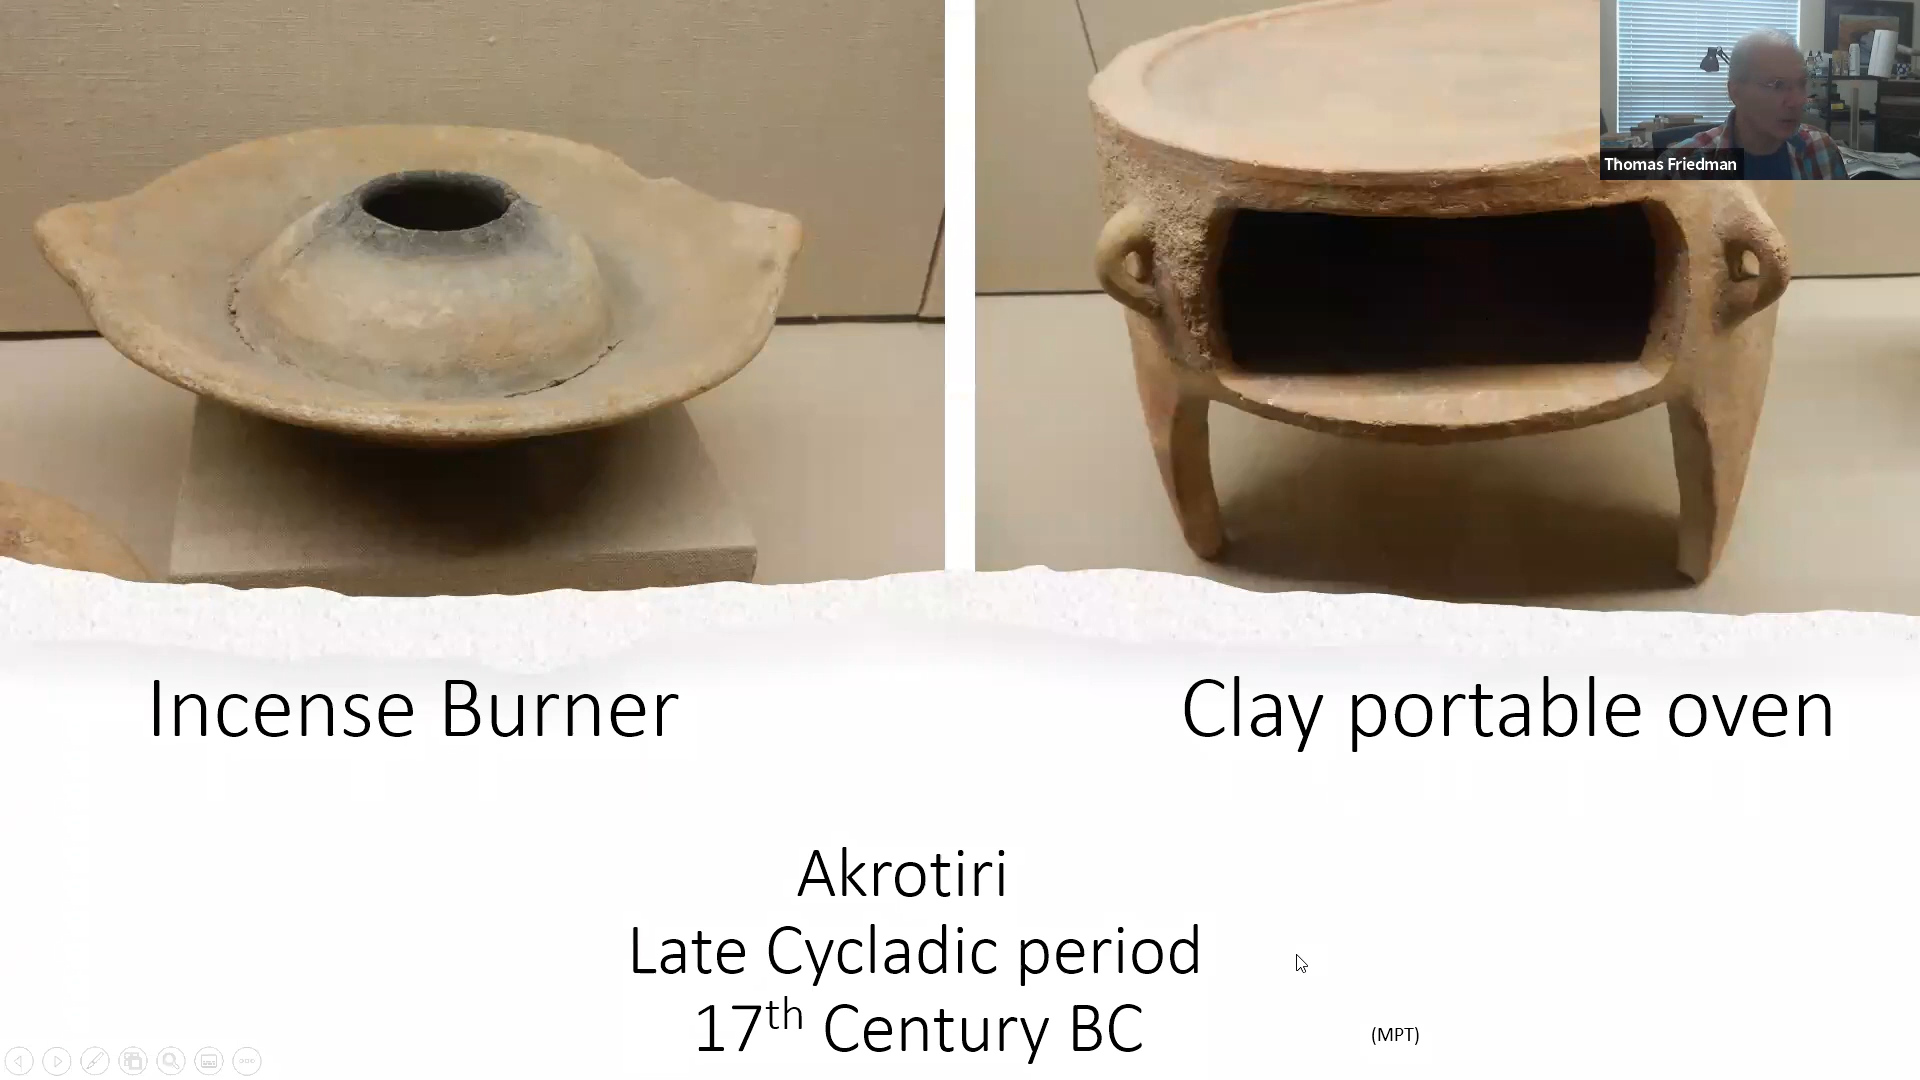 Thomas Friedman
Incense Burner
Clay portable oven
Akrotiri
Late Cycladic period
17th Century BC
(MPT)